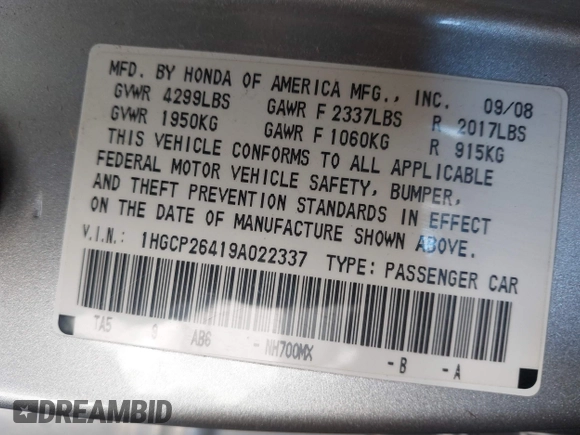 MFD. BY HONDA OF AMERICA MFG., INC. 09/08
GVWR 4299LBS GAWR F 2337LBS R 2017LBS
GVWR 1950KG GAWR F 1060KG R 915KG
THIS VEHICLE CONFORMS TO ALL APPLICABLE
FEDERAL MOTOR VEHICLE SAFETY, BUMPER,
AND THEFT PREVENTION STANDARDS IN EFFECT
ON THE DATE OF MANUFACTURE SHOWN ABOVE.
V.I.N.: 1HGCP26419A022337 TYPE: PASSENGER CAR
TA5 9 AB6 - NH700MX -B -A
DREAMBID